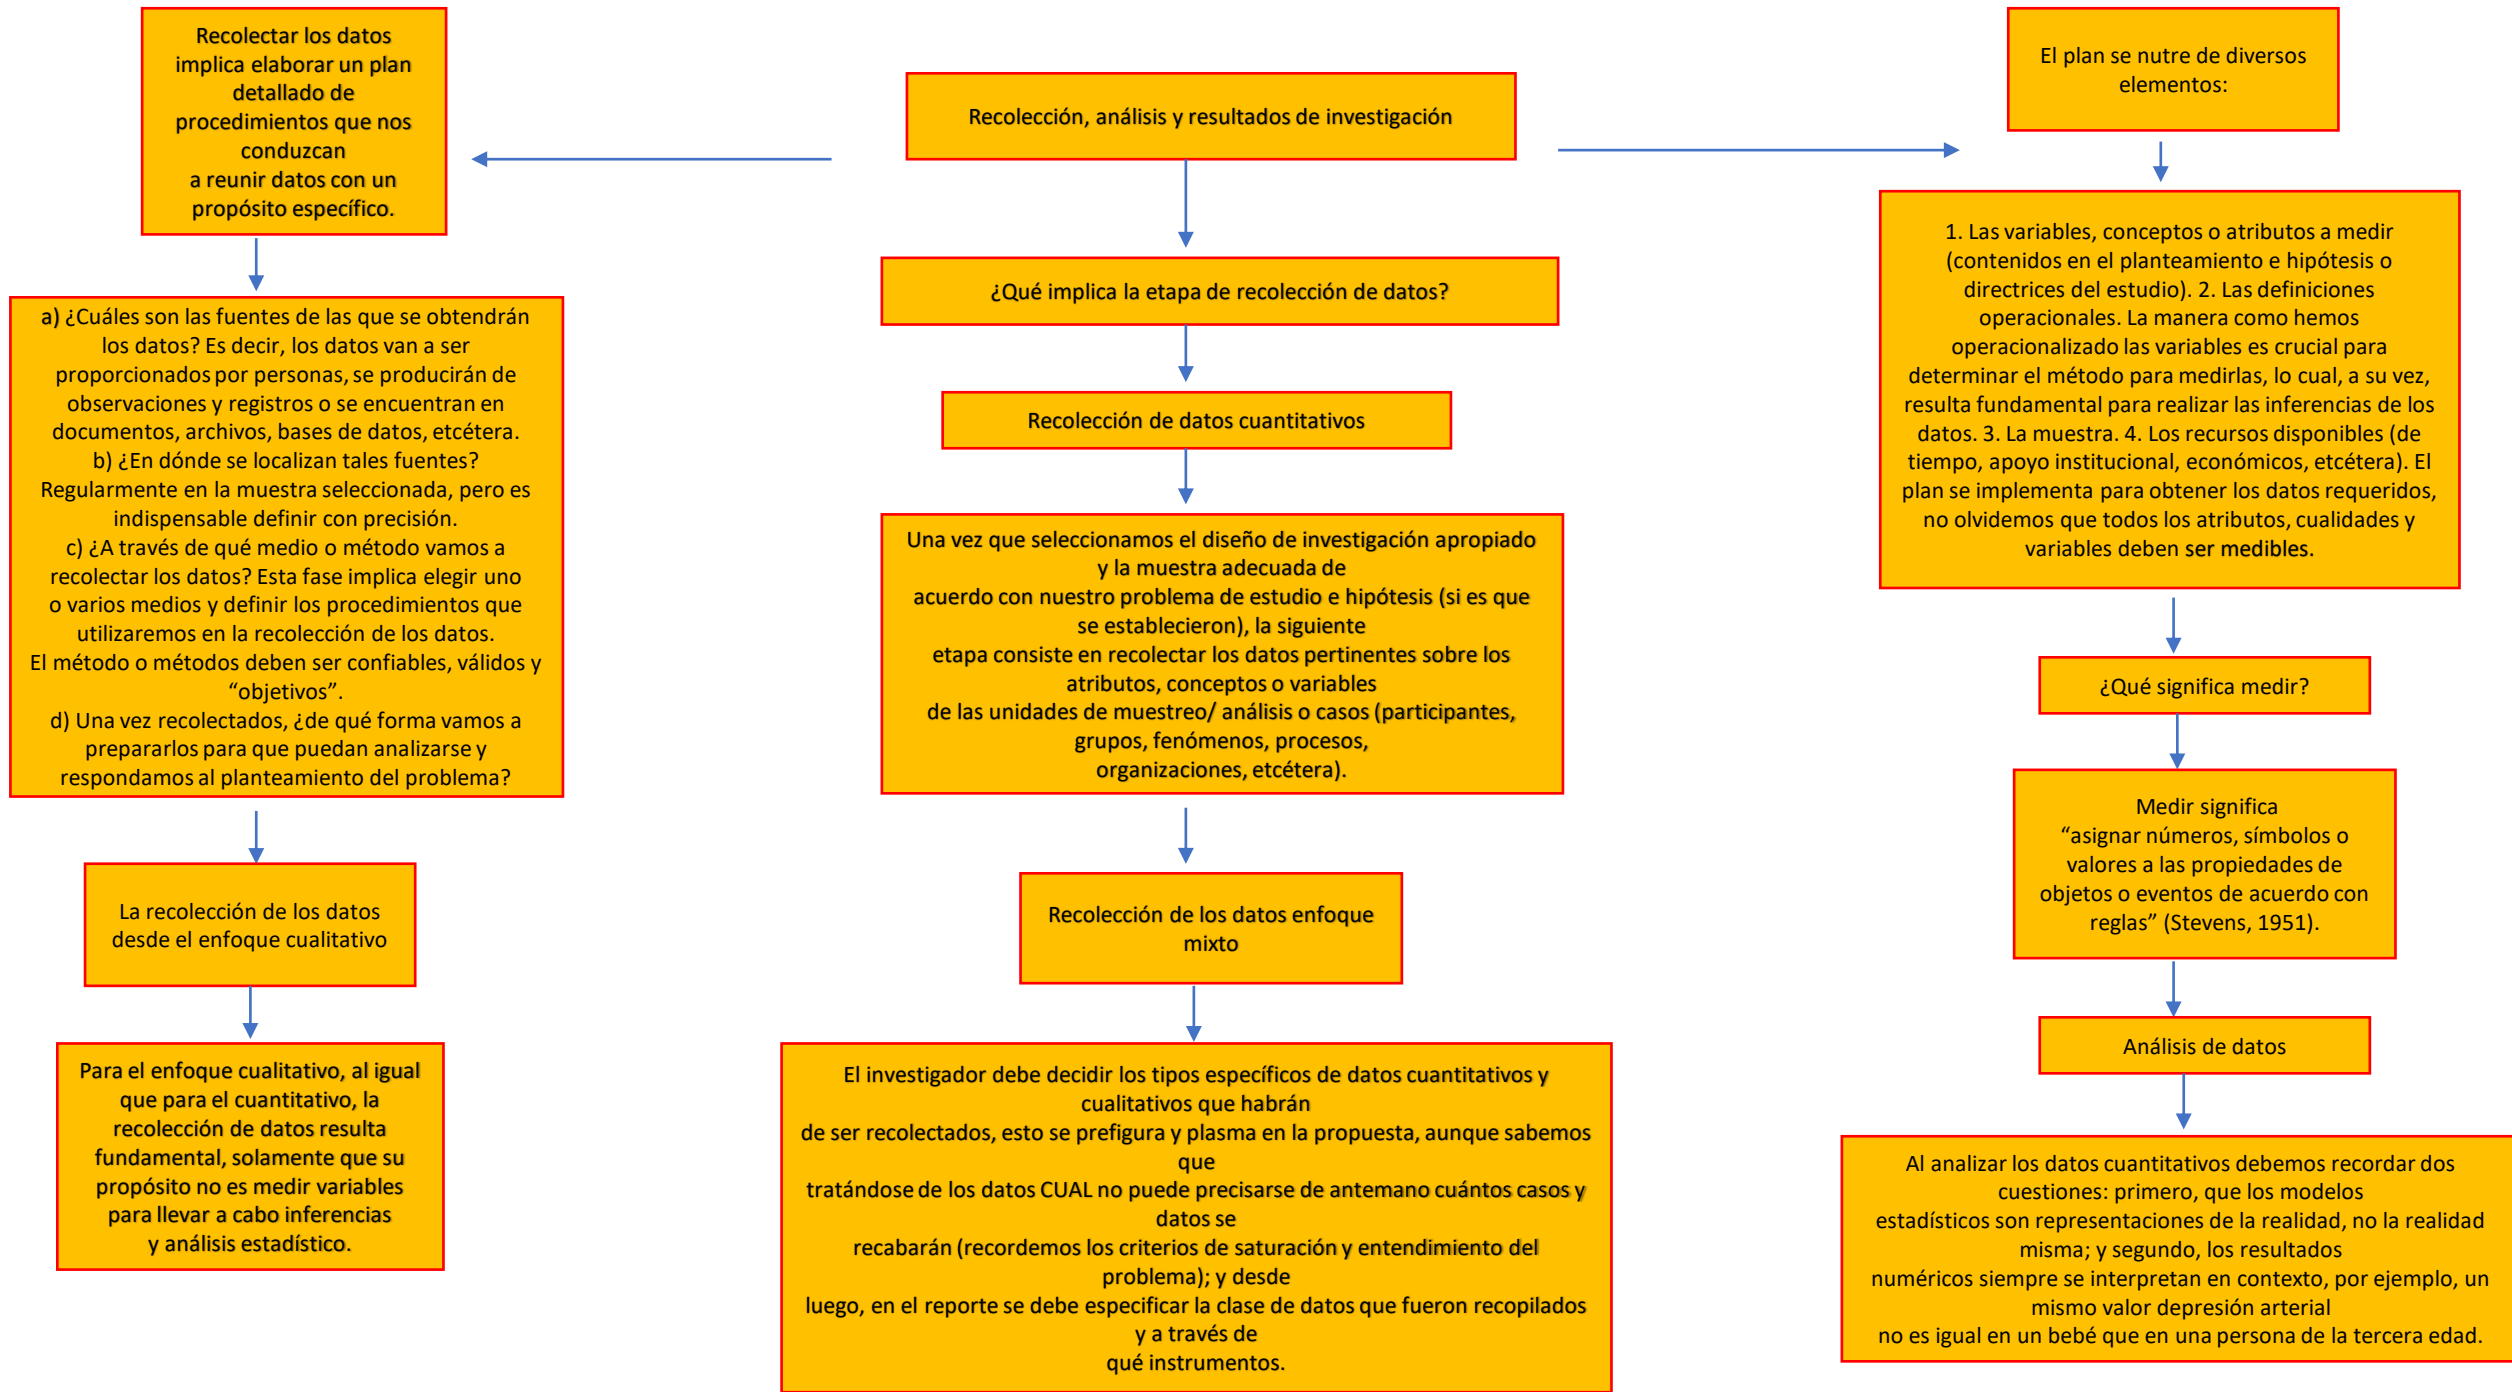 Recolectar los datos
implica elaborar un plan
detallado de
procedimientos que nos
conduzcan
a reunir datos con un
propósito específico.
a) ¿Cuáles son las fuentes de las que se obtendrán
los datos? Es decir, los datos van a ser
proporcionados por personas, se producirán de
observaciones y registros o se encuentran en
documentos, archivos, bases de datos, etcétera.
b) ¿En dónde se localizan tales fuentes?
Regularmente en la muestra seleccionada, pero es
indispensable definir con precisión.
c) ¿A través de qué medio o método vamos a
recolectar los datos? Esta fase implica elegir uno
o varios medios y definir los procedimientos que
utilizaremos en la recolección de los datos.
El método o métodos deben ser confiables, válidos y
“objetivos”.
d) Una vez recolectados, ¿de qué forma vamos a
prepararlos para que puedan analizarse y
respondamos al planteamiento del problema?
La recolección de los datos
desde el enfoque cualitativo
Para el enfoque cualitativo, al igual
que para el cuantitativo, la
recolección de datos resulta
fundamental, solamente que su
propósito no es medir variables
para llevar a cabo inferencias
y análisis estadístico.
Recolección, análisis y resultados de investigación
¿Qué implica la etapa de recolección de datos?
Recolección de datos cuantitativos
Una vez que seleccionamos el diseño de investigación apropiado
y la muestra adecuada de
acuerdo con nuestro problema de estudio e hipótesis (si es que
se establecieron), la siguiente
etapa consiste en recolectar los datos pertinentes sobre los
atributos, conceptos o variables
de las unidades de muestreo/ análisis o casos (participantes,
grupos, fenómenos, procesos,
organizaciones, etcétera).
Recolección de los datos enfoque
mixto
El investigador debe decidir los tipos específicos de datos cuantitativos y
cualitativos que habrán
de ser recolectados, esto se prefigura y plasma en la propuesta, aunque sabemos
que
tratándose de los datos CUAL no puede precisarse de antemano cuántos casos y
datos se
recabarán (recordemos los criterios de saturación y entendimiento del
problema); y desde
luego, en el reporte se debe especificar la clase de datos que fueron recopilados
y a través de
qué instrumentos.
El plan se nutre de diversos
elementos:
1. Las variables, conceptos o atributos a medir
(contenidos en el planteamiento e hipótesis o
directrices del estudio). 2. Las definiciones
operacionales. La manera como hemos
operacionalizado las variables es crucial para
determinar el método para medirlas, lo cual, a su vez,
resulta fundamental para realizar las inferencias de los
datos. 3. La muestra. 4. Los recursos disponibles (de
tiempo, apoyo institucional, económicos, etcétera). El
plan se implementa para obtener los datos requeridos,
no olvidemos que todos los atributos, cualidades y
variables deben ser medibles.
¿Qué significa medir?
Medir significa
“asignar números, símbolos o
valores a las propiedades de
objetos o eventos de acuerdo con
reglas” (Stevens, 1951).
Análisis de datos
Al analizar los datos cuantitativos debemos recordar dos
cuestiones: primero, que los modelos
estadísticos son representaciones de la realidad, no la realidad
misma; y segundo, los resultados
numéricos siempre se interpretan en contexto, por ejemplo, un
mismo valor depresión arterial
no es igual en un bebé que en una persona de la tercera edad.